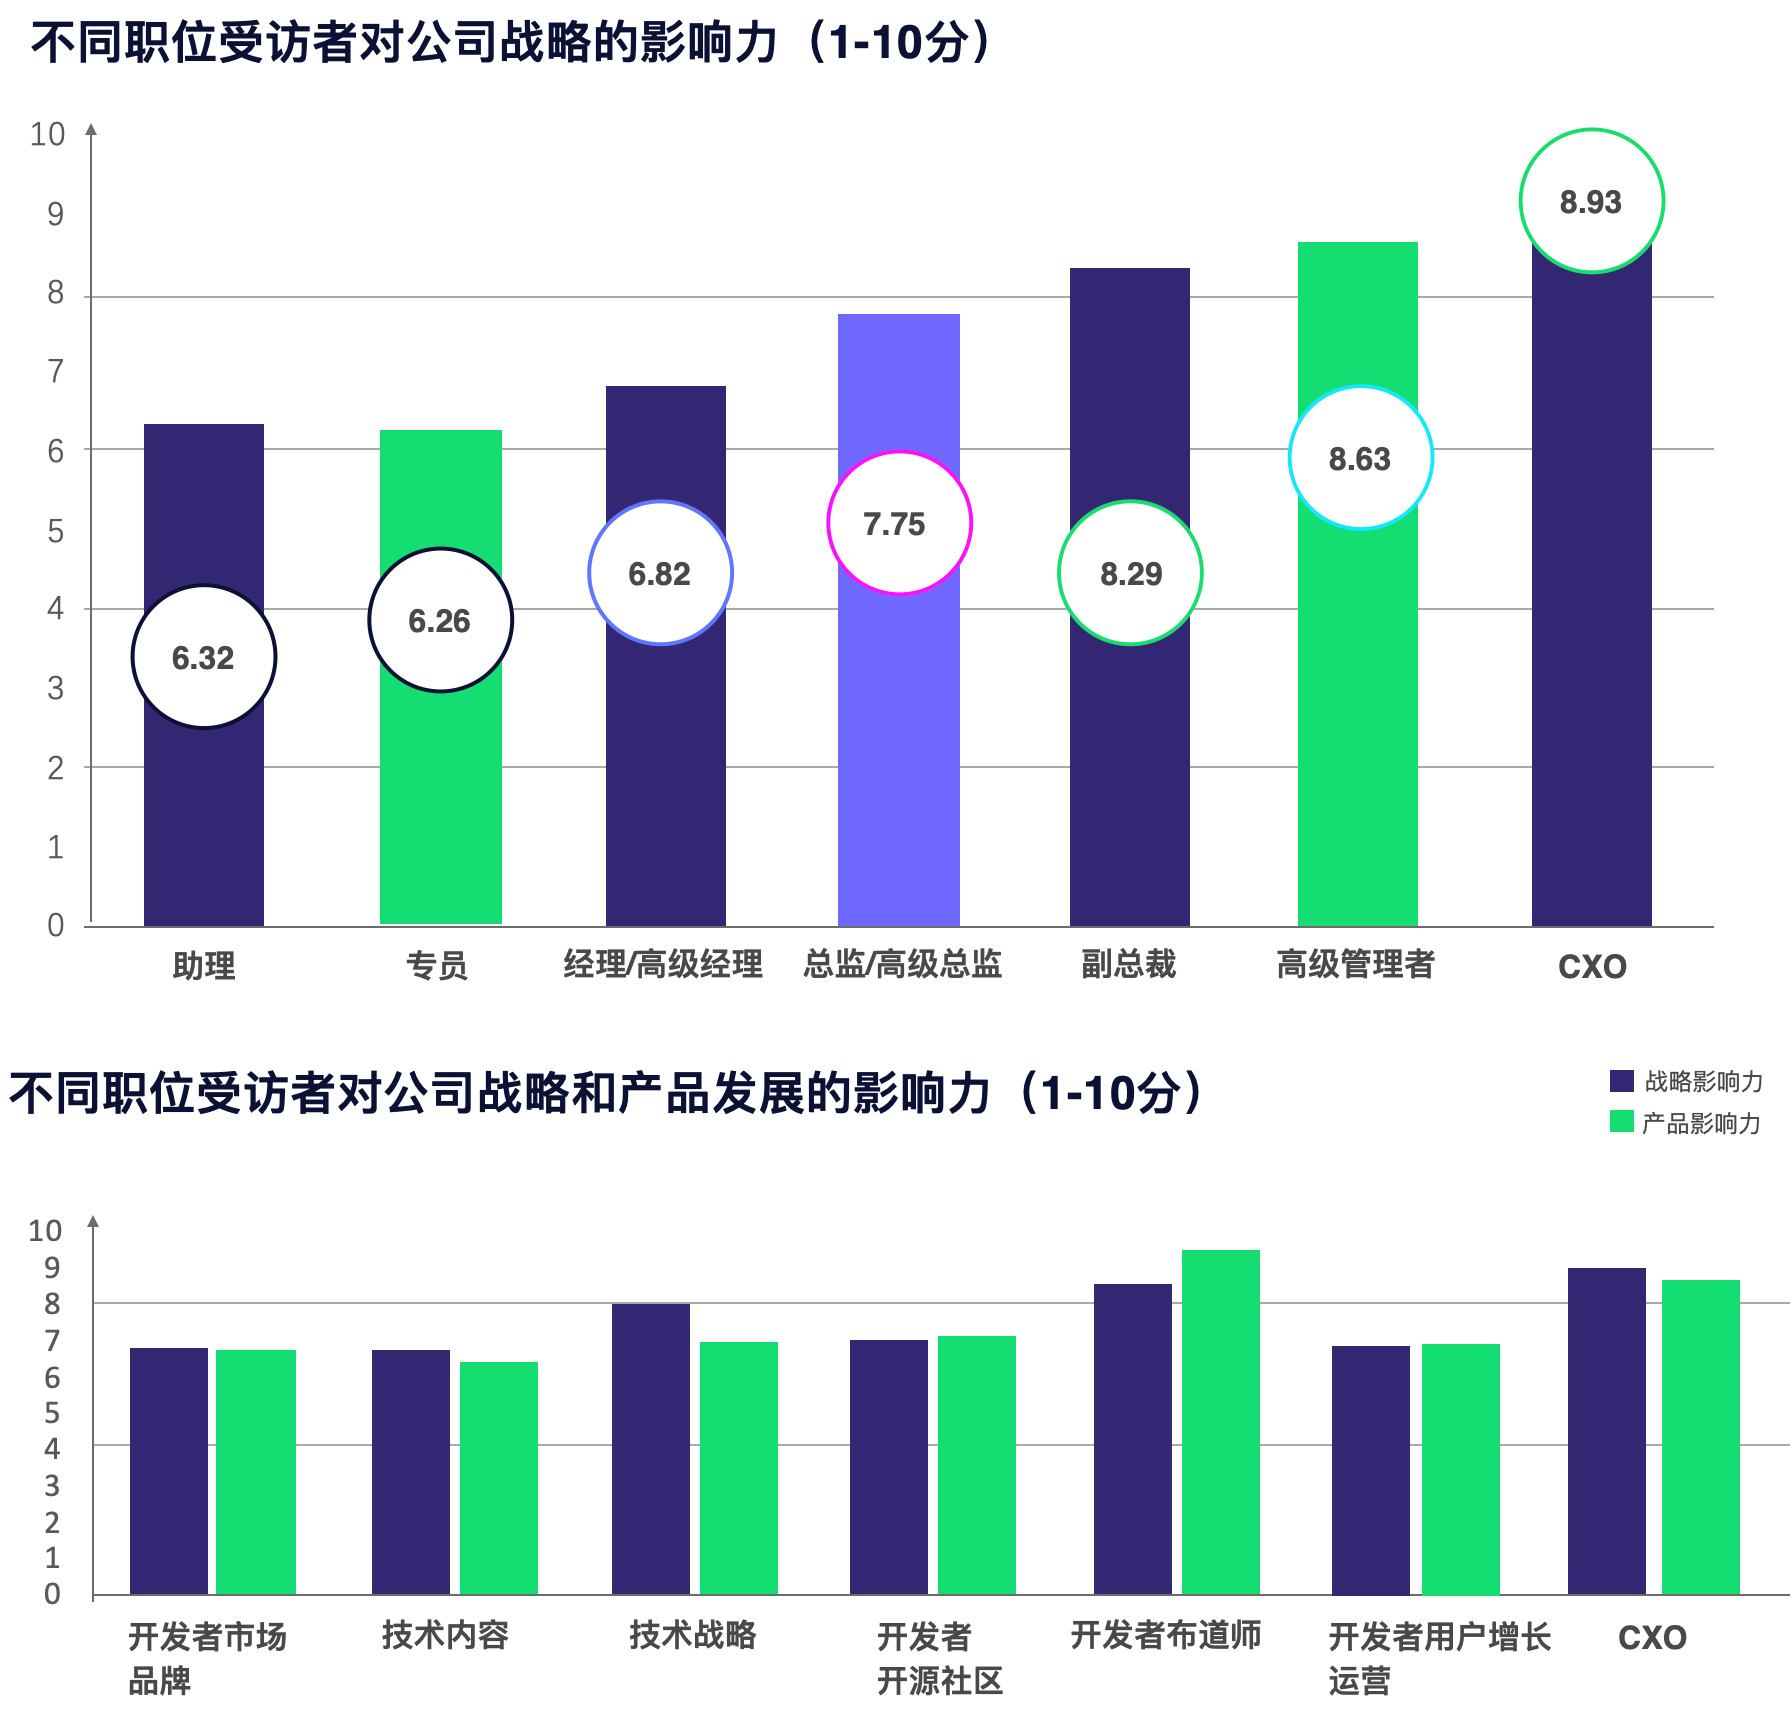 不同职位受访者对公司战略的影响力（1-10分）
10
9
8
7
6
5
4
3
2
1
0
6.32
6.26
6.82
7.75
8.29
8.63
8.93
助理
专员
经理/高级经理
总监/高级总监
副总裁
高级管理者
CXO
不同职位受访者对公司战略和产品发展的影响力（1-10分）
战略影响力
产品影响力
10
9
8
7
6
5
4
3
2
1
0
开发者市场
品牌
技术内容
技术战略
开发者
开源社区
开发者布道师
开发者用户增长
运营
CXO